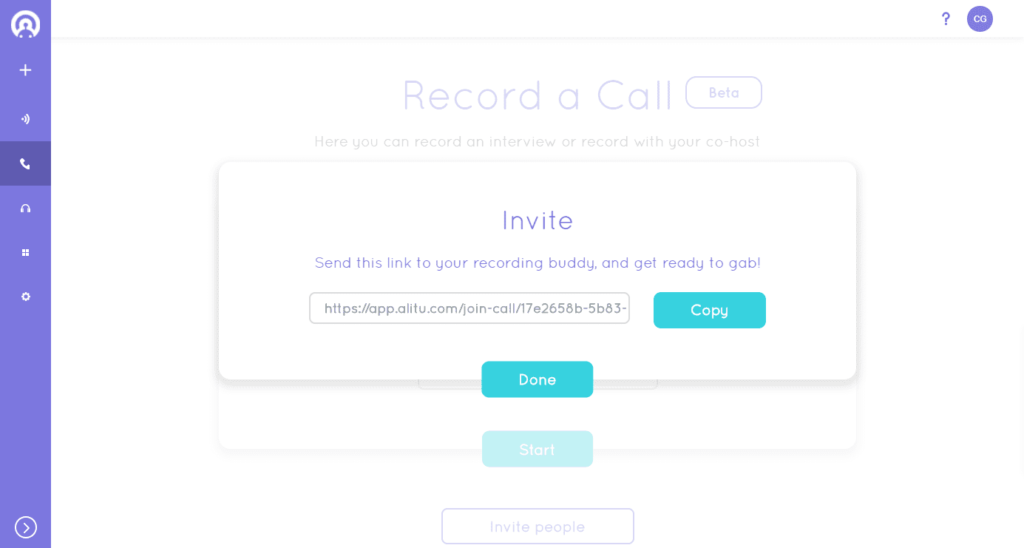 ?
CG
Record a Call
Beta
Here you can record an interview or record with your co-host
Invite
Send this link to your recording buddy, and get ready to gab!
https://app.alitu.com/join-call/17e2658b-5b83-
Copy
Done
Start
Invite people